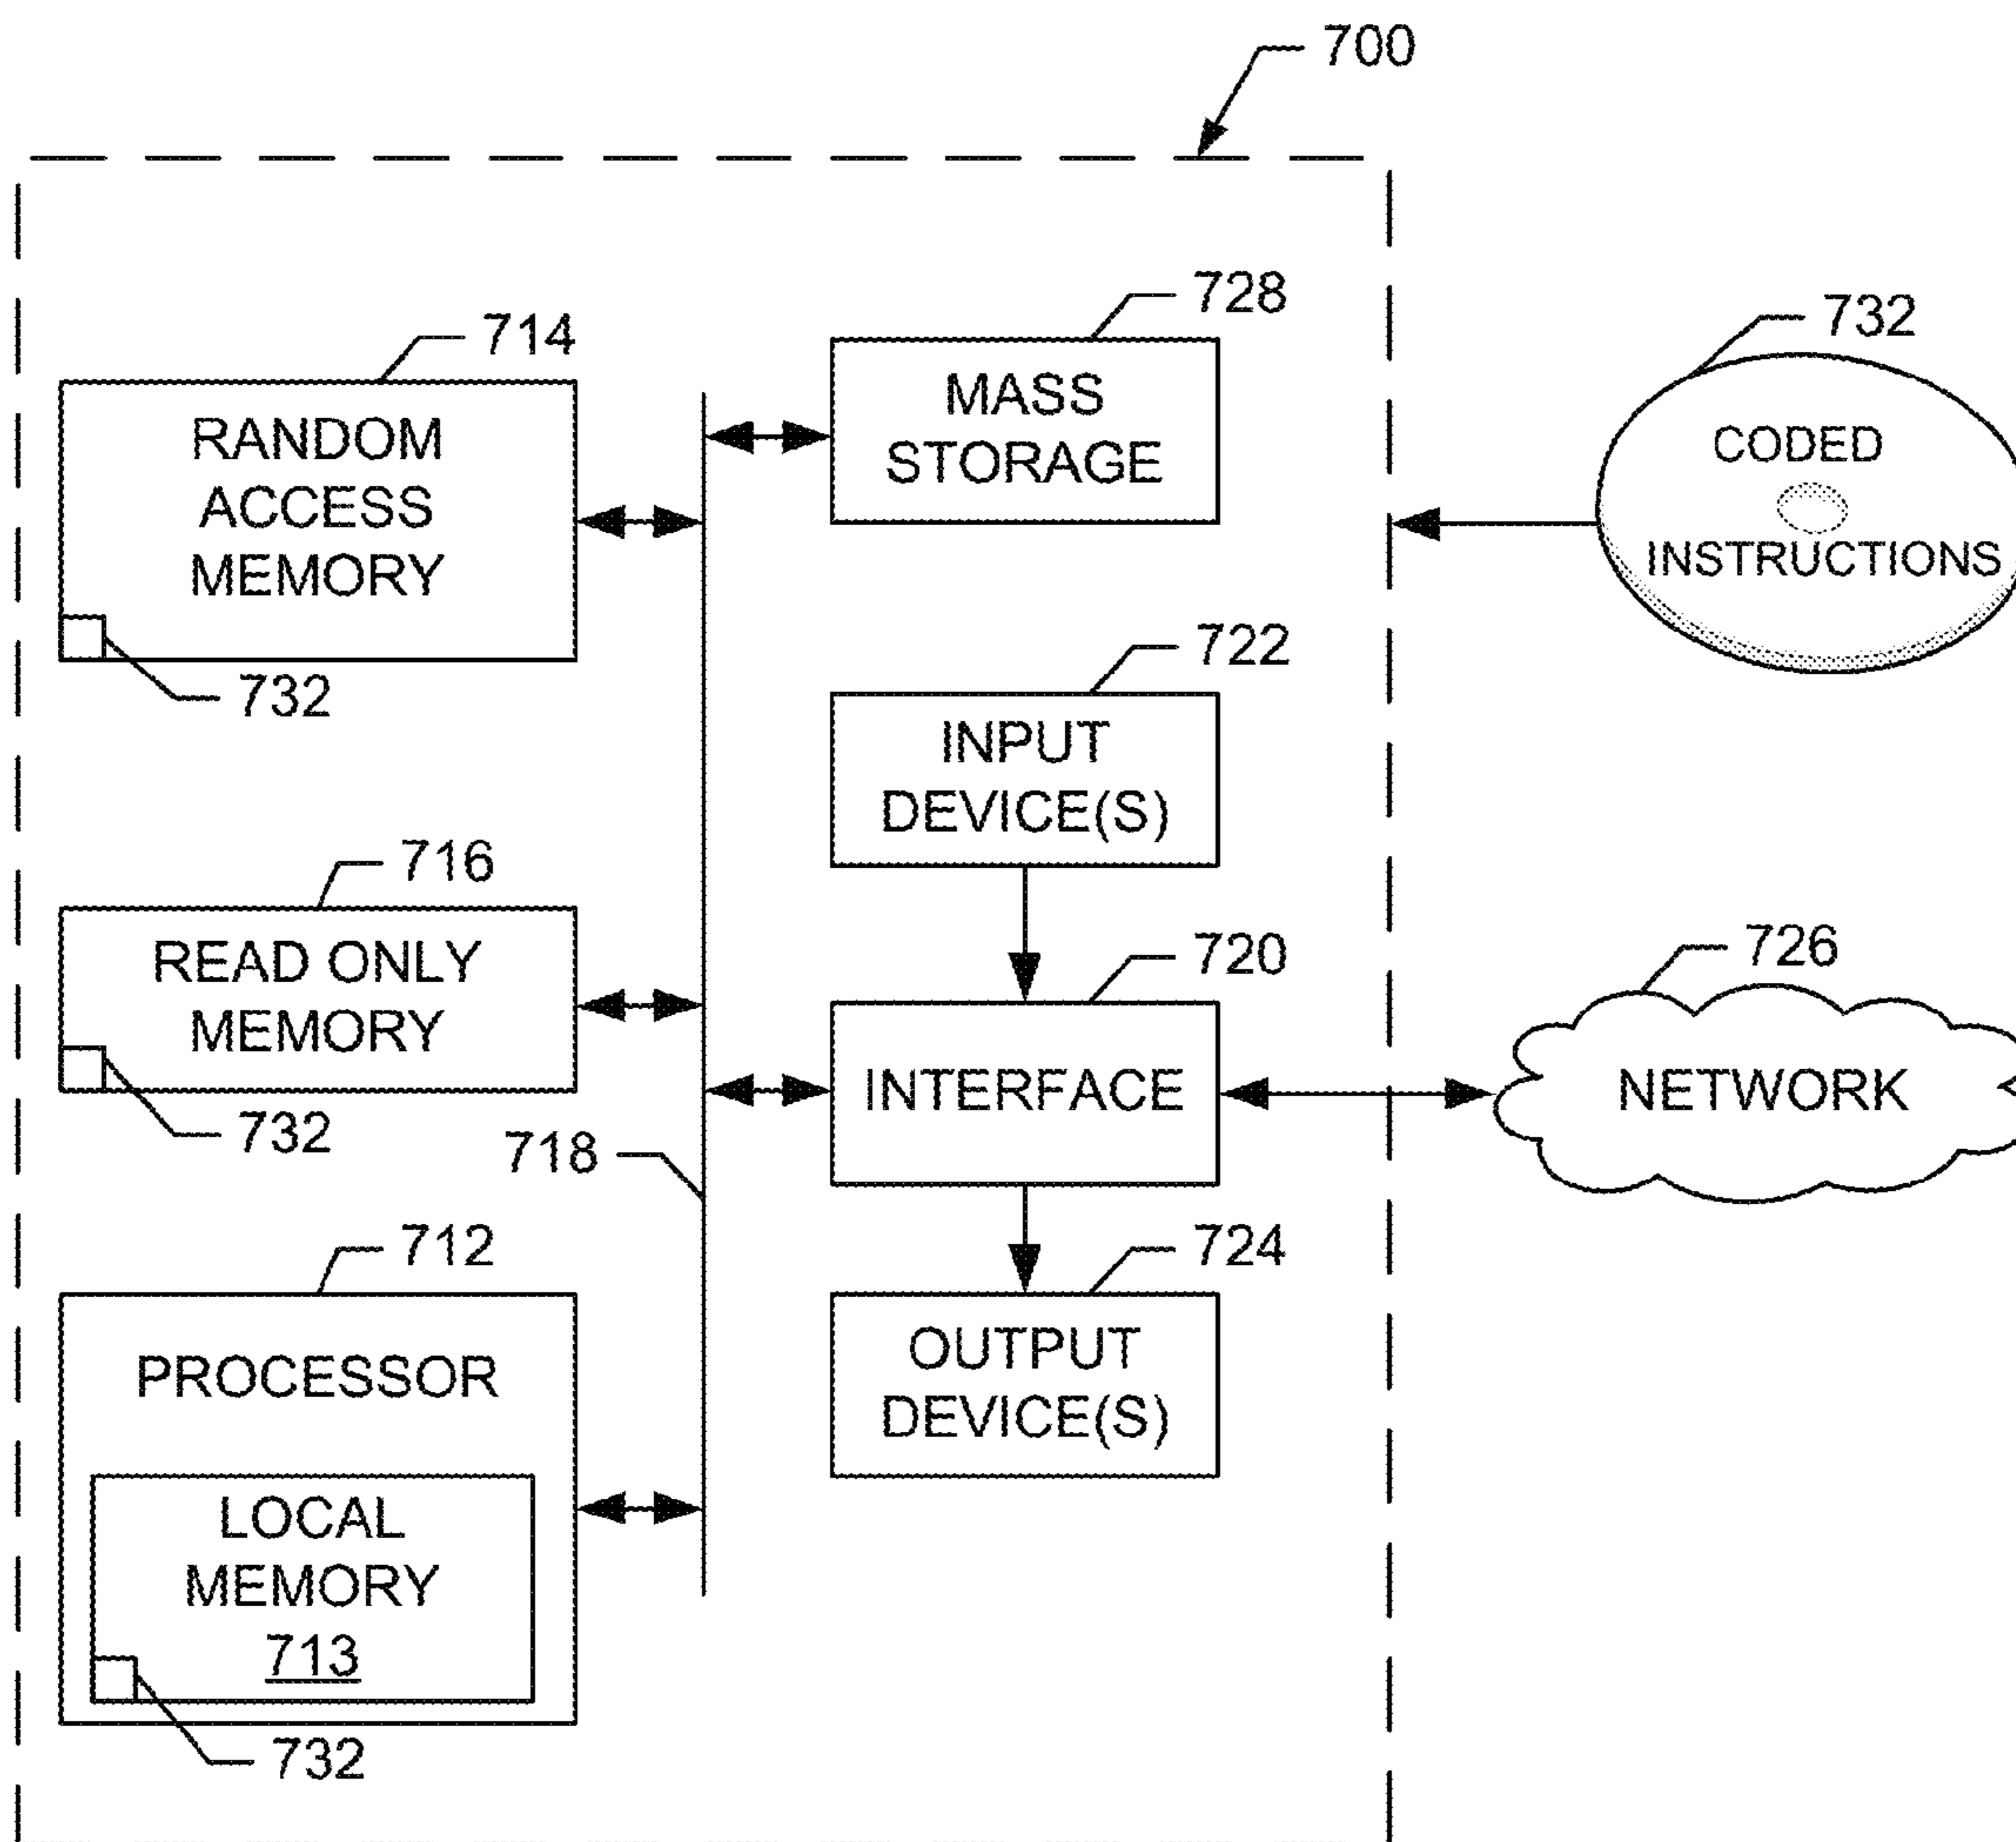 700
728
714
732
MASS
STORAGE
RANDOM
ACCESS
MEMORY
CODED
INSTRUCTIONS
732
722
INPUT
DEVICE(S)
716
READ ONLY
MEMORY
720
726
INTERFACE
NETWORK
732
718
712
724
PROCESSOR
OUTPUT
DEVICE(S)
LOCAL
MEMORY
713
732